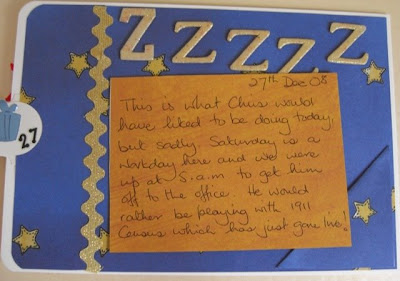 Zzzzz
27th Dec 08
This is what Chris would
have liked to be doing today,
but sadly Saturday is a
workday here and we were
up at 5.a.m to get him
off to the office. He would
rather be playing with 1911
Census which has just gone live!
27